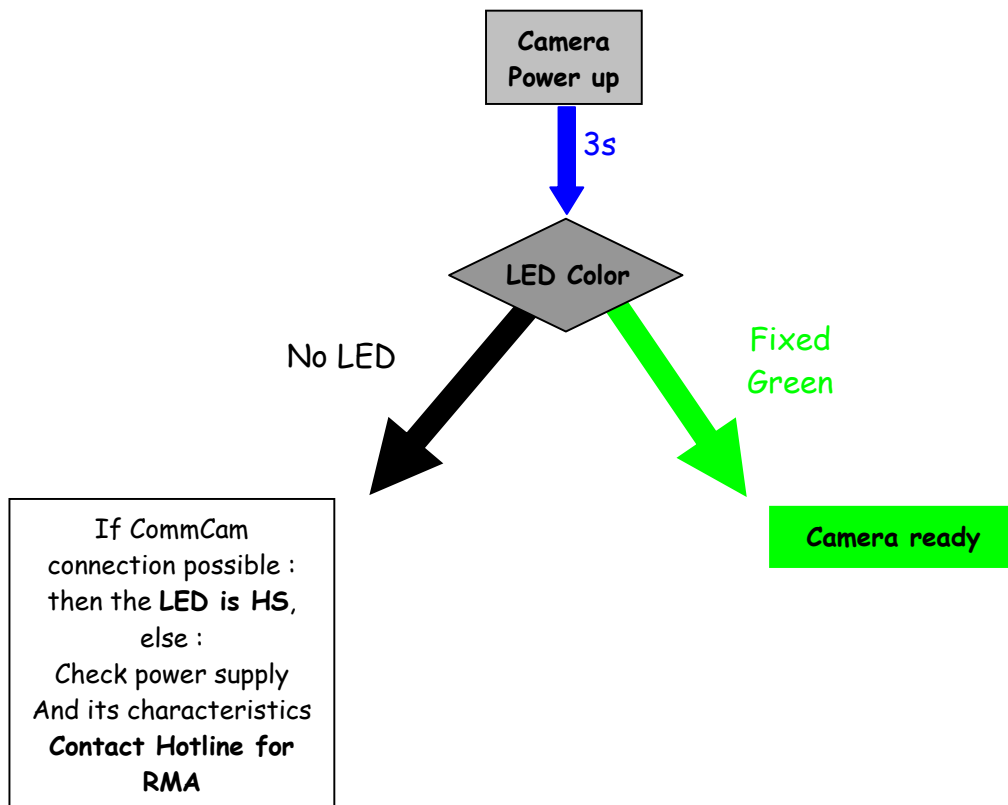 Camera
Power up
3s
LED Color
No LED
Fixed
Green
If CommCam
connection possible :
then the LED is HS,
else :
Check power supply
And its characteristics
Contact Hotline for
RMA
Camera ready